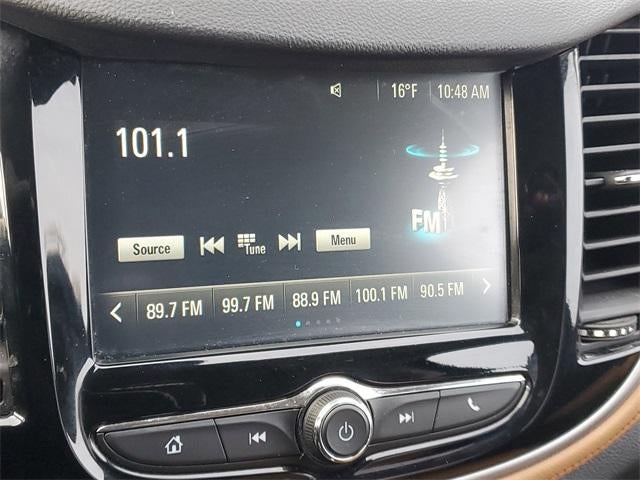 16°F 10:48 AM
101.1
FM
Source Tune Menu
89.7 FM 99.7 FM 88.9 FM 100.1 FM 90.5 FM